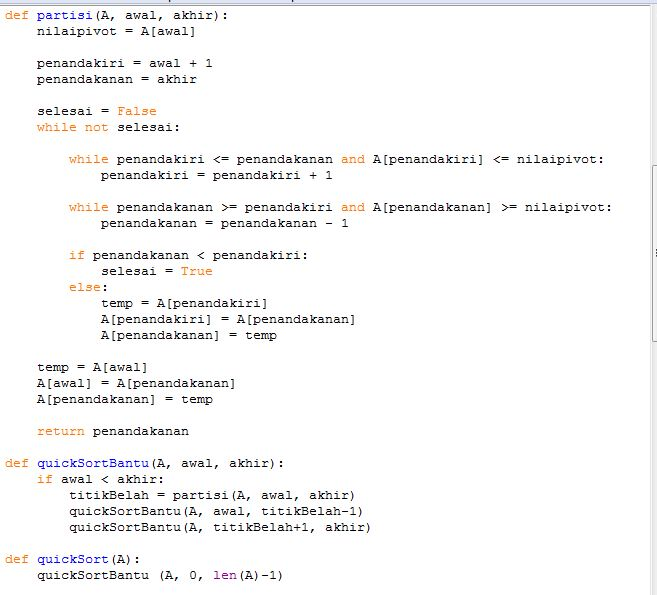 def partisi(A, awal, akhir):
    nilaipivot = A[awal]

    penandakiri = awal + 1
    penandakanan = akhir

    selesai = False
    while not selesai:

        while penandakiri <= penandakanan and A[penandakiri] <= nilaipivot:
            penandakiri = penandakiri + 1

        while penandakanan >= penandakiri and A[penandakanan] >= nilaipivot:
            penandakanan = penandakanan - 1

        if penandakanan < penandakiri:
            selesai = True
        else:
            temp = A[penandakiri]
            A[penandakiri] = A[penandakanan]
            A[penandakanan] = temp

    temp = A[awal]
    A[awal] = A[penandakanan]
    A[penandakanan] = temp

    return penandakanan

def quickSortBantu(A, awal, akhir):
    if awal < akhir:
        titikBelah = partisi(A, awal, akhir)
        quickSortBantu(A, awal, titikBelah-1)
        quickSortBantu(A, titikBelah+1, akhir)

def quickSort(A):
    quickSortBantu (A, 0, len(A)-1)